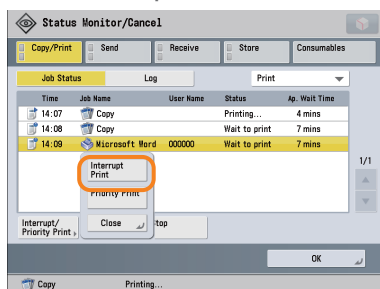 Status Monitor/Cancel
Copy/Print Send Receive Store Consumables
Job Status Log Print
Time Job Name User Name Status Ap. Wait Time
14:07 Copy Printing... 4 mins
14:08 Copy Wait to print 7 mins
14:09 Microsoft Word 000000 Wait to print 7 mins
1/1
Interrupt
Print
Priority Print
Interrupt/
Priority Print
Close
Stop
OK
Copy Printing...